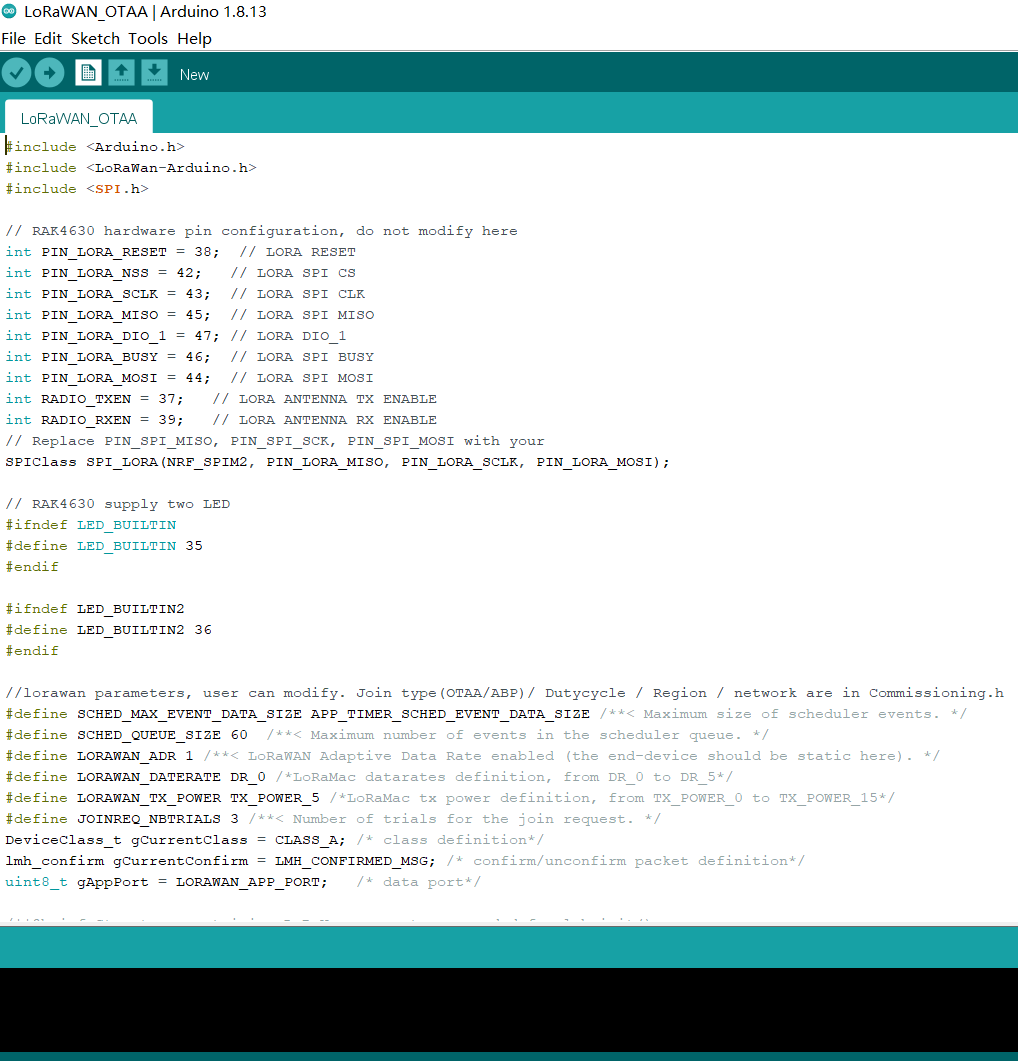 LoRaWAN_OTAA | Arduino 1.8.13
File Edit Sketch Tools Help
New
LoRaWAN_OTAA
#include <Arduino.h>
#include <LoRaWan-Arduino.h>
#include <SPI.h>
// RAK4630 hardware pin configuration, do not modify here
int PIN_LORA_RESET = 38;  // LORA RESET
int PIN_LORA_NSS = 42;   // LORA SPI CS
int PIN_LORA_SCLK = 43;  // LORA SPI CLK
int PIN_LORA_MISO = 45;  // LORA SPI MISO
int PIN_LORA_DIO_1 = 47; // LORA DIO_1
int PIN_LORA_BUSY = 46;  // LORA SPI BUSY
int PIN_LORA_MOSI = 44;  // LORA SPI MOSI
int RADIO_TXEN = 37;   // LORA ANTENNA TX ENABLE
int RADIO_RXEN = 39;   // LORA ANTENNA RX ENABLE
// Replace PIN_SPI_MISO, PIN_SPI_SCK, PIN_SPI_MOSI with your
SPIClass SPI_LORA(NRF_SPIM2, PIN_LORA_MISO, PIN_LORA_SCLK, PIN_LORA_MOSI);
// RAK4630 supply two LED
#ifndef LED_BUILTIN
#define LED_BUILTIN 35
#endif
#ifndef LED_BUILTIN2
#define LED_BUILTIN2 36
#endif
//lorawan parameters, user can modify. Join type(OTAA/ABP)/ Dutycycle / Region / network are in Commissioning.h
#define SCHED_MAX_EVENT_DATA_SIZE APP_TIMER_SCHED_EVENT_DATA_SIZE /**< Maximum size of scheduler events. */
#define SCHED_QUEUE_SIZE 60  /**< Maximum number of events in the scheduler queue. */
#define LORAWAN_ADR 1 /**< LoRaWAN Adaptive Data Rate enabled (the end-device should be static here). */
#define LORAWAN_DATERATE DR_0 /*LoRaMac datarates definition, from DR_0 to DR_5*/
#define LORAWAN_TX_POWER TX_POWER_5 /*LoRaMac tx power definition, from TX_POWER_0 to TX_POWER_15*/
#define JOINREQ_NBTRIALS 3 /**< Number of trials for the join request. */
DeviceClass_t gCurrentClass = CLASS_A; /* class definition*/
lmh_confirm gCurrentConfirm = LMH_CONFIRMED_MSG; /* confirm/unconfirm packet definition*/
uint8_t gAppPort = LORAWAN_APP_PORT;   /* data port*/